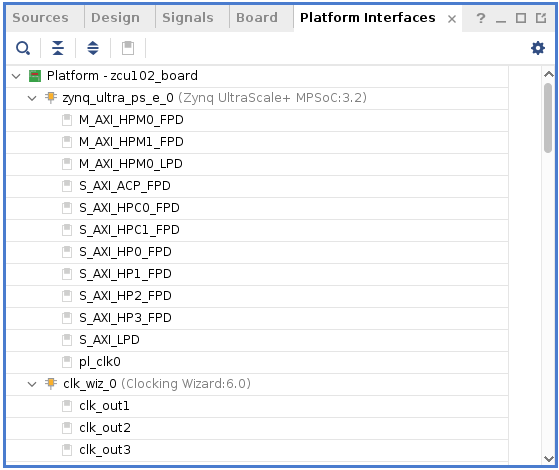 Sources Design Signals Board Platform Interfaces × ? _
Platform - zcu102_board
zynq_ultra_ps_e_0 (Zynq UltraScale+ MPSoC:3.2)
M_AXI_HPM0_FPD
M_AXI_HPM1_FPD
M_AXI_HPM0_LPD
S_AXI_ACP_FPD
S_AXI_HPC0_FPD
S_AXI_HPC1_FPD
S_AXI_HP0_FPD
S_AXI_HP1_FPD
S_AXI_HP2_FPD
S_AXI_HP3_FPD
S_AXI_LPD
pl_clk0
clk_wiz_0 (Clocking Wizard:6.0)
clk_out1
clk_out2
clk_out3